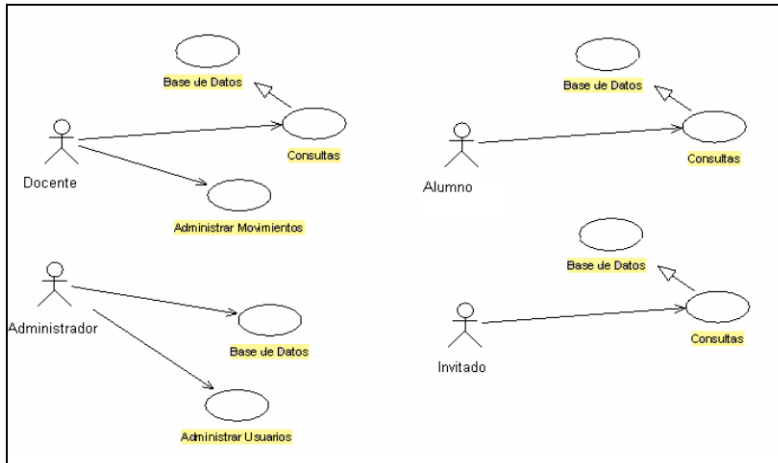 Base de Datos
Consultas
Docente
Administrar Movimientos
Base de Datos
Consultas
Alumno
Administrador
Base de Datos
Administrar Usuarios
Base de Datos
Consultas
Invitado